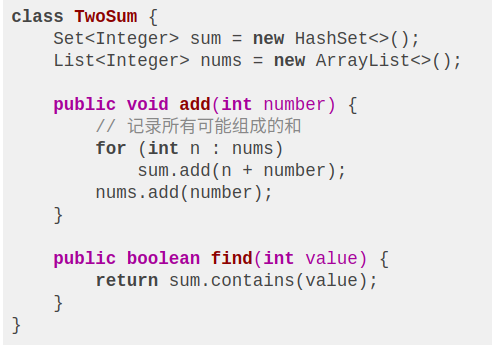 class TwoSum {
    Set<Integer> sum = new HashSet<>();
    List<Integer> nums = new ArrayList<>();

    public void add(int number) {
        // 记录所有可能组成的和
        for (int n : nums)
            sum.add(n + number);
        nums.add(number);
    }

    public boolean find(int value) {
        return sum.contains(value);
    }
}